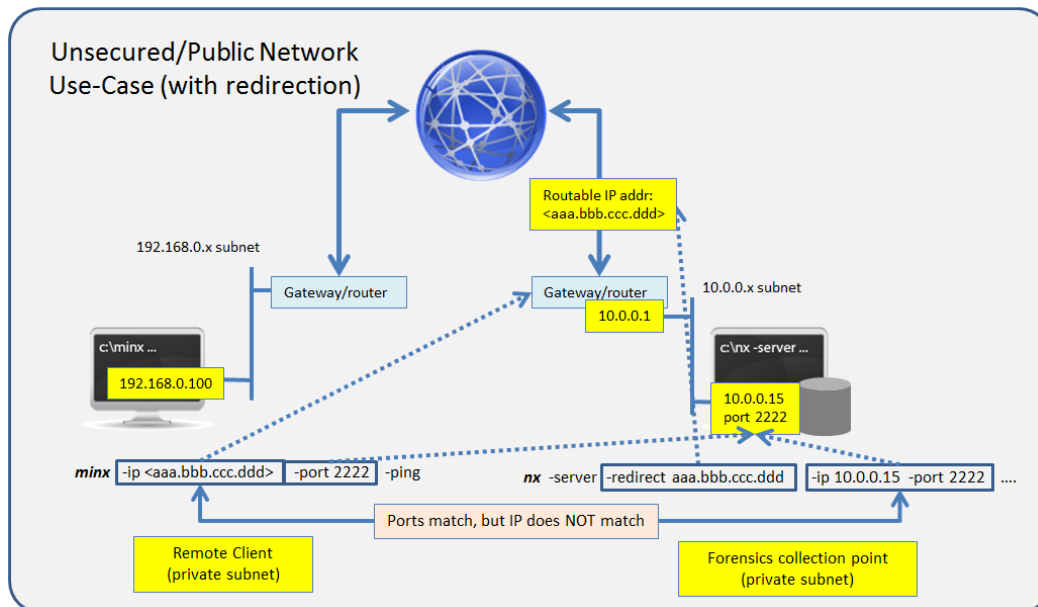 Unsecured/Public Network
Use-Case (with redirection)
Routable IP addr:
<aaa.bbb.ccc.ddd>
192.168.0.x subnet
Gateway/router
Gateway/router
10.0.0.x subnet
10.0.0.1
c:\minx ...
192.168.0.100
c:\nx -server ...
10.0.0.15
port 2222
minx -ip <aaa.bbb.ccc.ddd> -port 2222 -ping
nx -server -redirect aaa.bbb.ccc.ddd -ip 10.0.0.15 -port 2222 ....
Ports match, but IP does NOT match
Remote Client
(private subnet)
Forensics collection point
(private subnet)